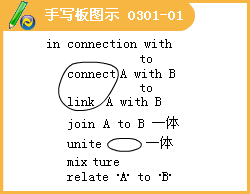 手写板图示 0301-01
in connection with
to
connect A with B
to
link A with B
join A to B 一体
unite 一体
mix ture
relate "A" to "B"